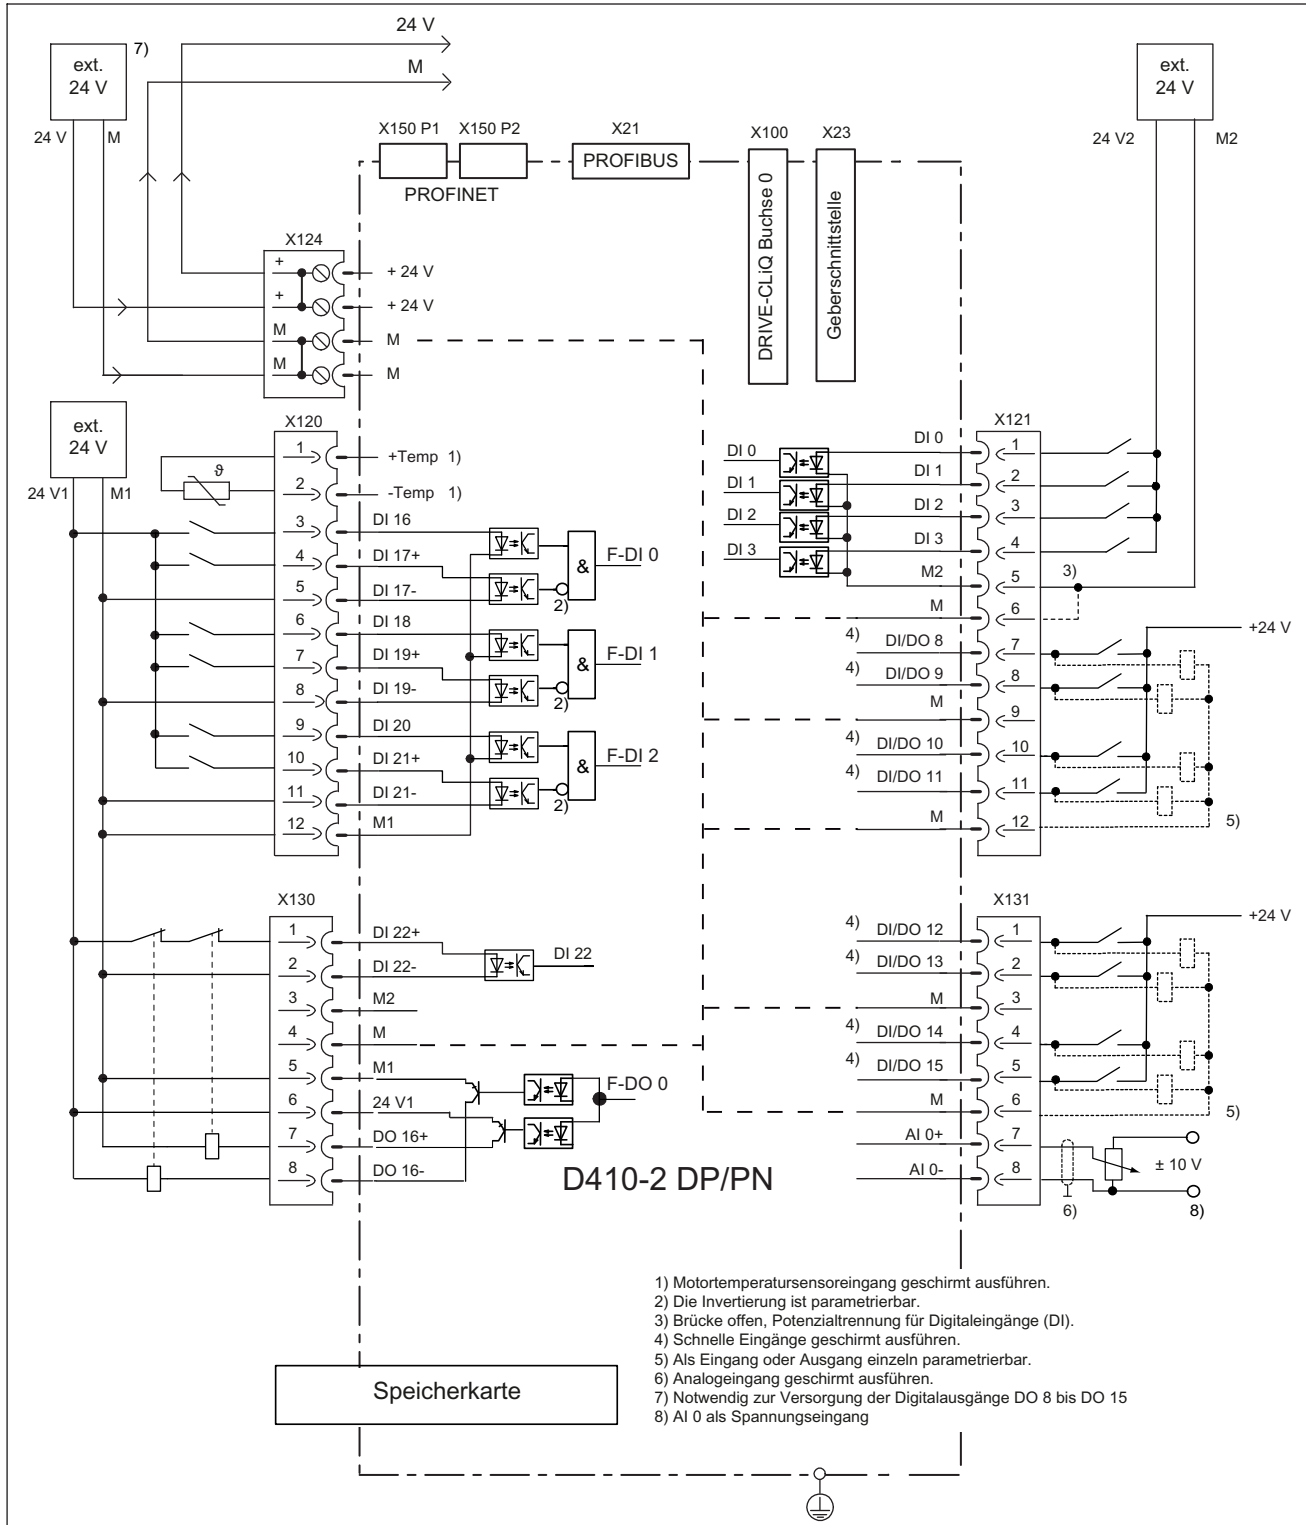 24 V
M
ext.
24 V
7)
24 V
M
ext.
24 V
24 V2
M2
X150 P1
X150 P2
PROFINET
X21
PROFIBUS
X100
DRIVE-CLiQ Buchse 0
X23
Geberschnittstelle
X124
+
+
M
M
+ 24 V
+ 24 V
M
M
ext.
24 V
24 V1
M1
X120
ϑ
1
+Temp 1)
2
-Temp 1)
3
DI 16
4
DI 17+
5
DI 17-
6
DI 18
7
DI 19+
8
DI 19-
9
DI 20
10
DI 21+
11
DI 21-
12
M1
&
F-DI 0
2)
&
F-DI 1
2)
&
F-DI 2
2)
X121
DI 0
DI 0
1
DI 1
DI 1
2
DI 2
DI 2
3
DI 3
DI 3
4
M2
5
3)
M
6
+24 V
4)
DI/DO 8
7
4)
DI/DO 9
8
M
9
4)
DI/DO 10
10
4)
DI/DO 11
11
M
12
5)
X130
1
DI 22+
DI 22
2
DI 22-
3
M2
4
M
5
M1
6
24 V1
7
DO 16+
8
DO 16-
F-DO 0
X131
+24 V
4)
DI/DO 12
1
4)
DI/DO 13
2
M
3
4)
DI/DO 14
4
4)
DI/DO 15
5
M
6
5)
AI 0+
7
AI 0-
8
± 10 V
6)
8)
D410-2 DP/PN
1) Motortemperatursensoreingang geschirmt ausführen.
2) Die Invertierung ist parametrierbar.
3) Brücke offen, Potenzialtrennung für Digitaleingänge (DI).
4) Schnelle Eingänge geschirmt ausführen.
5) Als Eingang oder Ausgang einzeln parametrierbar.
6) Analogeingang geschirmt ausführen.
7) Notwendig zur Versorgung der Digitalausgänge DO 8 bis DO 15
8) AI 0 als Spannungseingang
Speicherkarte